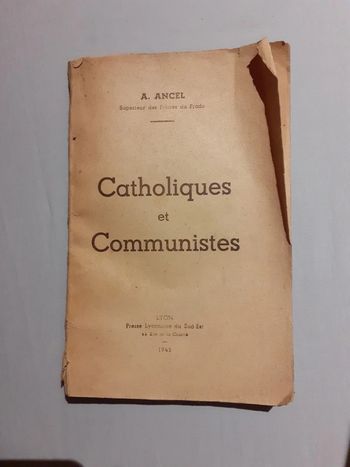 A. ANCEL
Supérieur des Prêtres du Prado
Catholiques
et
Communistes
LYON
Presse Lyonnaise du Sud-Est
1945